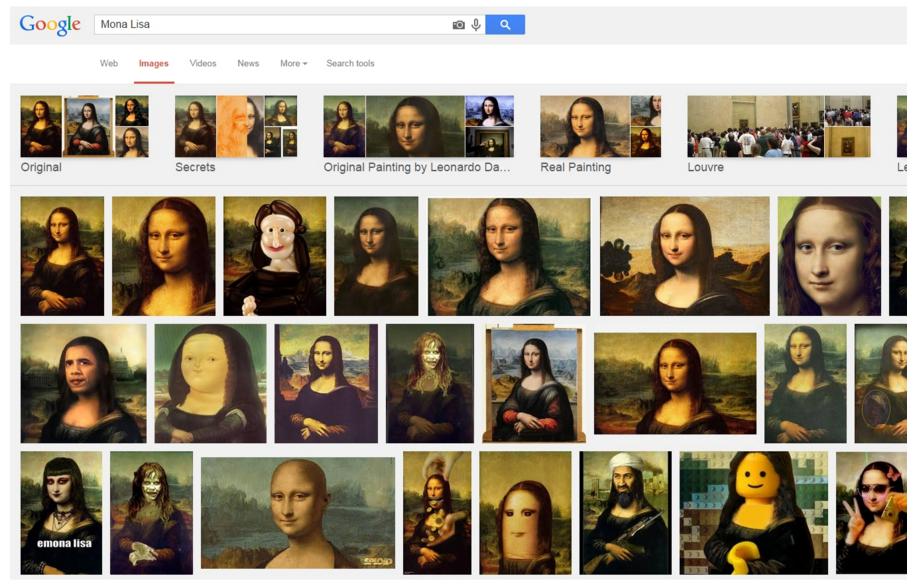 Google Mona Lisa
Web Images Videos News More Search tools
Original Secrets Original Painting by Leonardo Da... Real Painting Louvre Le
emona lisa